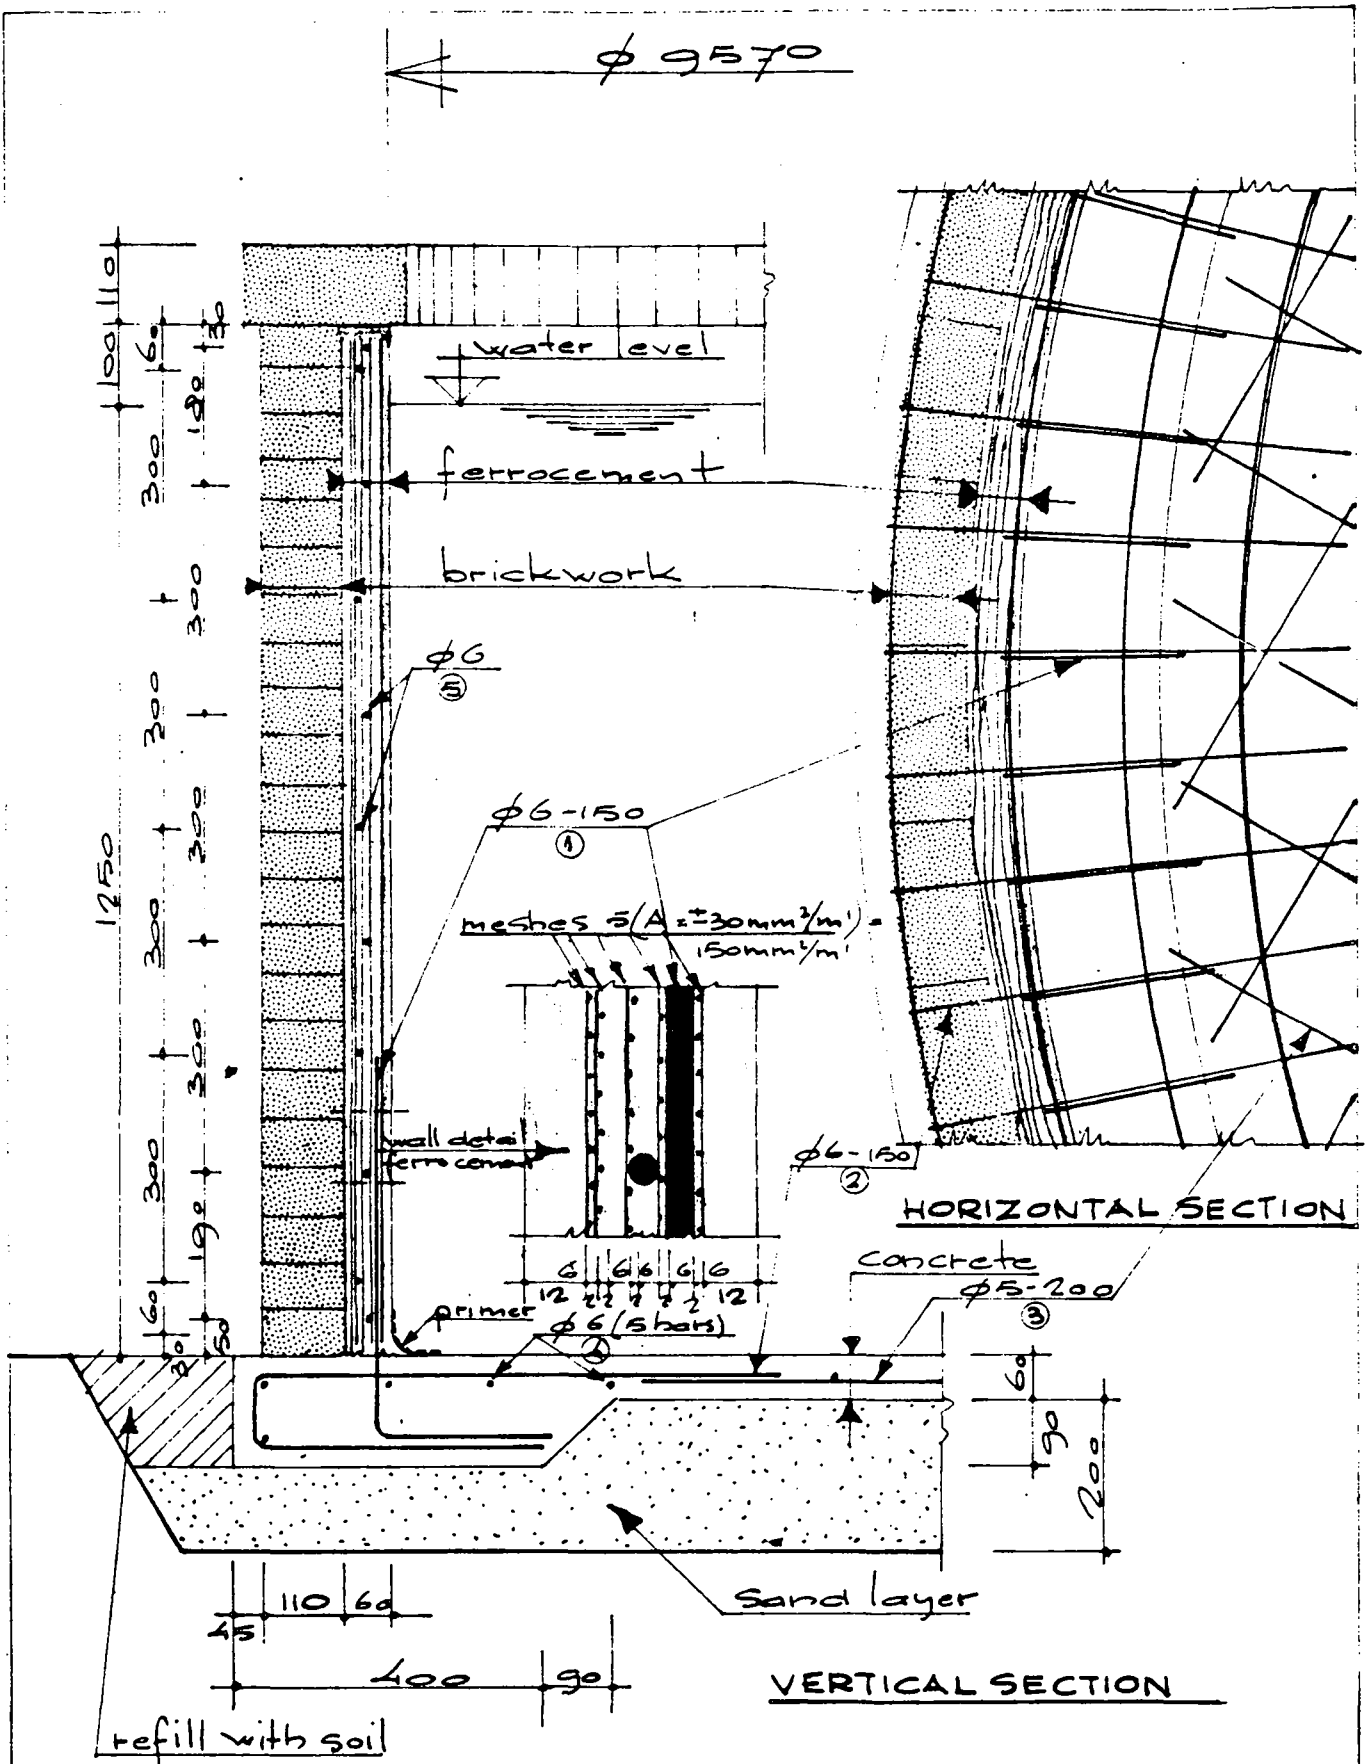 ϕ 9570
110
100
60
30
180
water level
300
ferrocement
300
brickwork
ϕ6
5
300
300
ϕ6-150
1
1250
300
meshes 5(A = ±30mm²/m¹) =
150mm²/m¹
300
wall detail
ferrocement
300
190
ϕ6-150
2
HORIZONTAL SECTION
concrete
ϕ5-200
3
6 6 6 6 6
12 2 2 2 2 2 12
60
50
primer
ϕ6 (5 bars)
4
60
90
200
110 60
45
Sand layer
400 90
VERTICAL SECTION
refill with soil